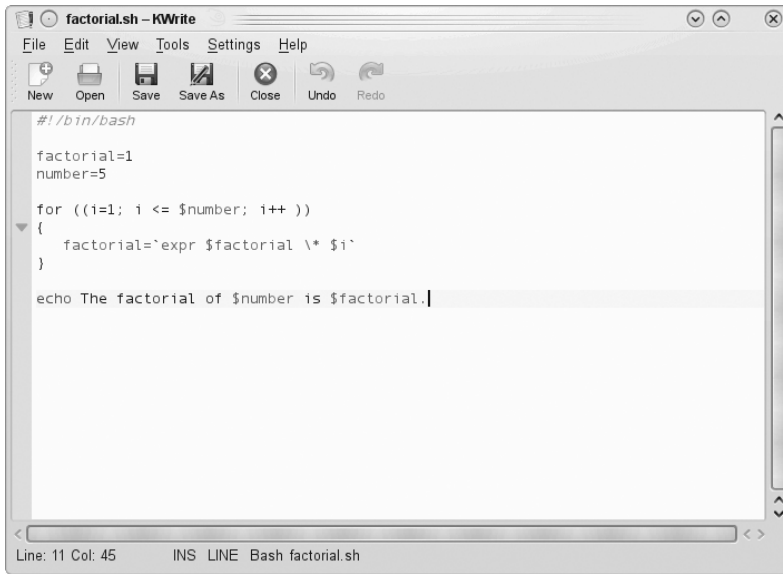 factorial.sh – KWrite
File Edit View Tools Settings Help
New Open Save Save As Close Undo Redo
#!/bin/bash
factorial=1
number=5
for ((i=1; i <= $number; i++ ))
{
factorial=`expr $factorial \* $i`
}
echo The factorial of $number is $factorial.
Line: 11 Col: 45 INS LINE Bash factorial.sh